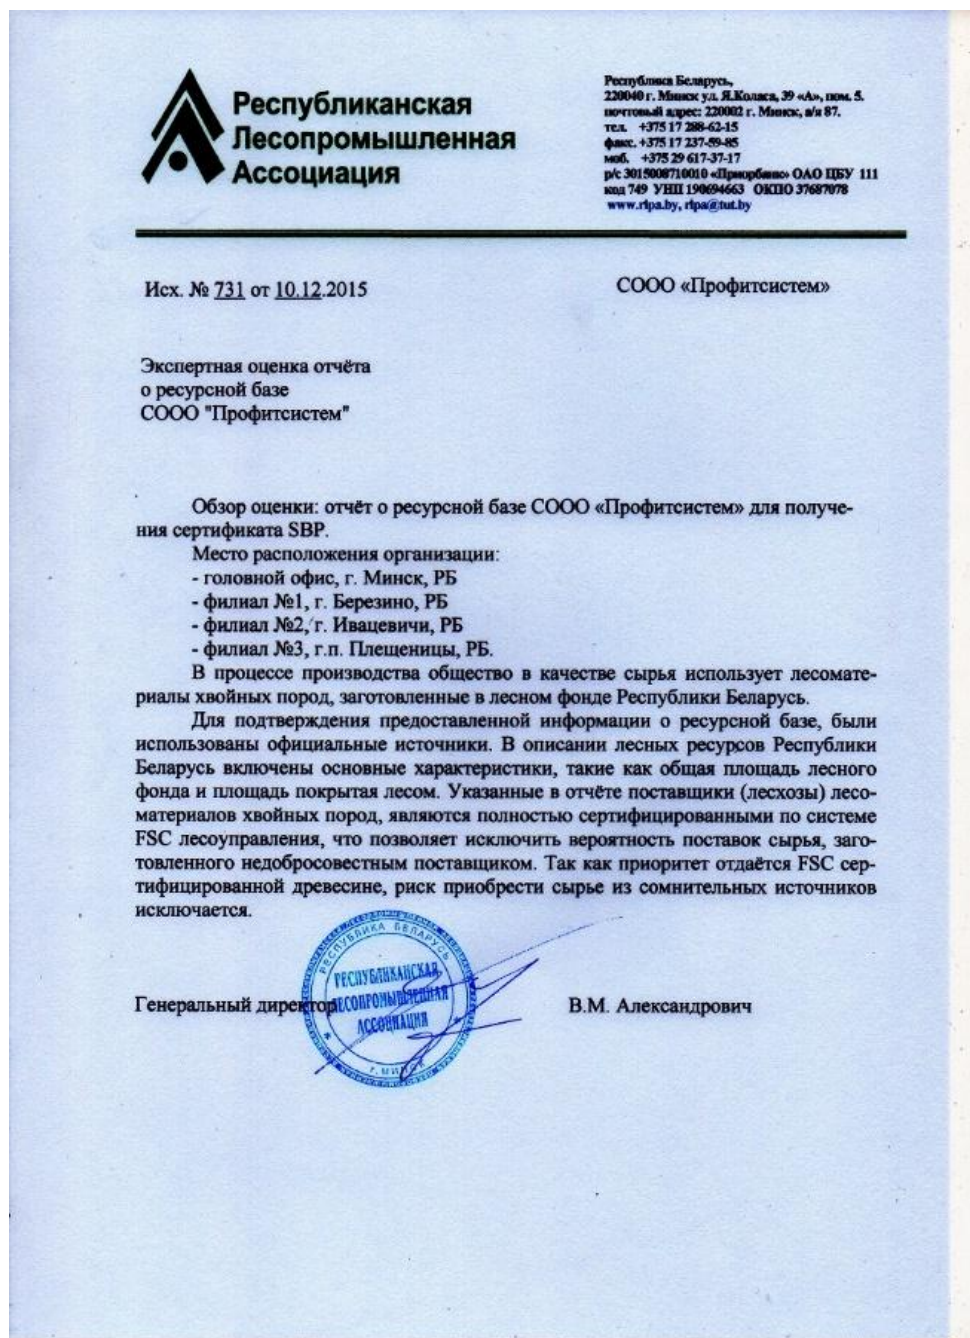 Республиканская
Лесопромышленная
Ассоциация
Республика Беларусь,
220040 г. Минск ул. Я.Коласа, 39 «А», пом. 5.
почтовый адрес: 220002 г. Минск, а/я 87.
тел. +375 17 288-62-15
факс. +375 17 237-59-85
моб. +375 29 617-37-17
р/с 3015008710010 «Приорбанк» ОАО ЦБУ 111
код 749 УНП 190694663 ОКПО 37687078
www.rlpa.by, rlpa@tut.by
Исх. № 731 от 10.12.2015
СООО «Профитсистем»
Экспертная оценка отчёта
о ресурсной базе
СООО "Профитсистем"
Обзор оценки: отчёт о ресурсной базе СООО «Профитсистем» для получе-
ния сертификата SBP.
Место расположения организации:
- головной офис, г. Минск, РБ
- филиал №1, г. Березино, РБ
- филиал №2, г. Ивацевичи, РБ
- филиал №3, г.п. Плещеницы, РБ.
В процессе производства общество в качестве сырья использует лесомате-
риалы хвойных пород, заготовленные в лесном фонде Республики Беларусь.
Для подтверждения предоставленной информации о ресурсной базе, были
использованы официальные источники. В описании лесных ресурсов Республики
Беларусь включены основные характеристики, такие как общая площадь лесного
фонда и площадь покрытая лесом. Указанные в отчёте поставщики (лесхозы) лесо-
материалов хвойных пород, являются полностью сертифицированными по системе
FSC лесоуправления, что позволяет исключить вероятность поставок сырья, заго-
товленного недобросовестным поставщиком. Так как приоритет отдаётся FSC сер-
тифицированной древесине, риск приобрести сырье из сомнительных источников
исключается.
Генеральный директор
В.М. Александрович
РЕСПУБЛИКА БЕЛАРУСЬ
РЕСПУБЛИКАНСКАЯ
ЛЕСОПРОМЫШЛЕННАЯ
АССОЦИАЦИЯ
г. МИНСК